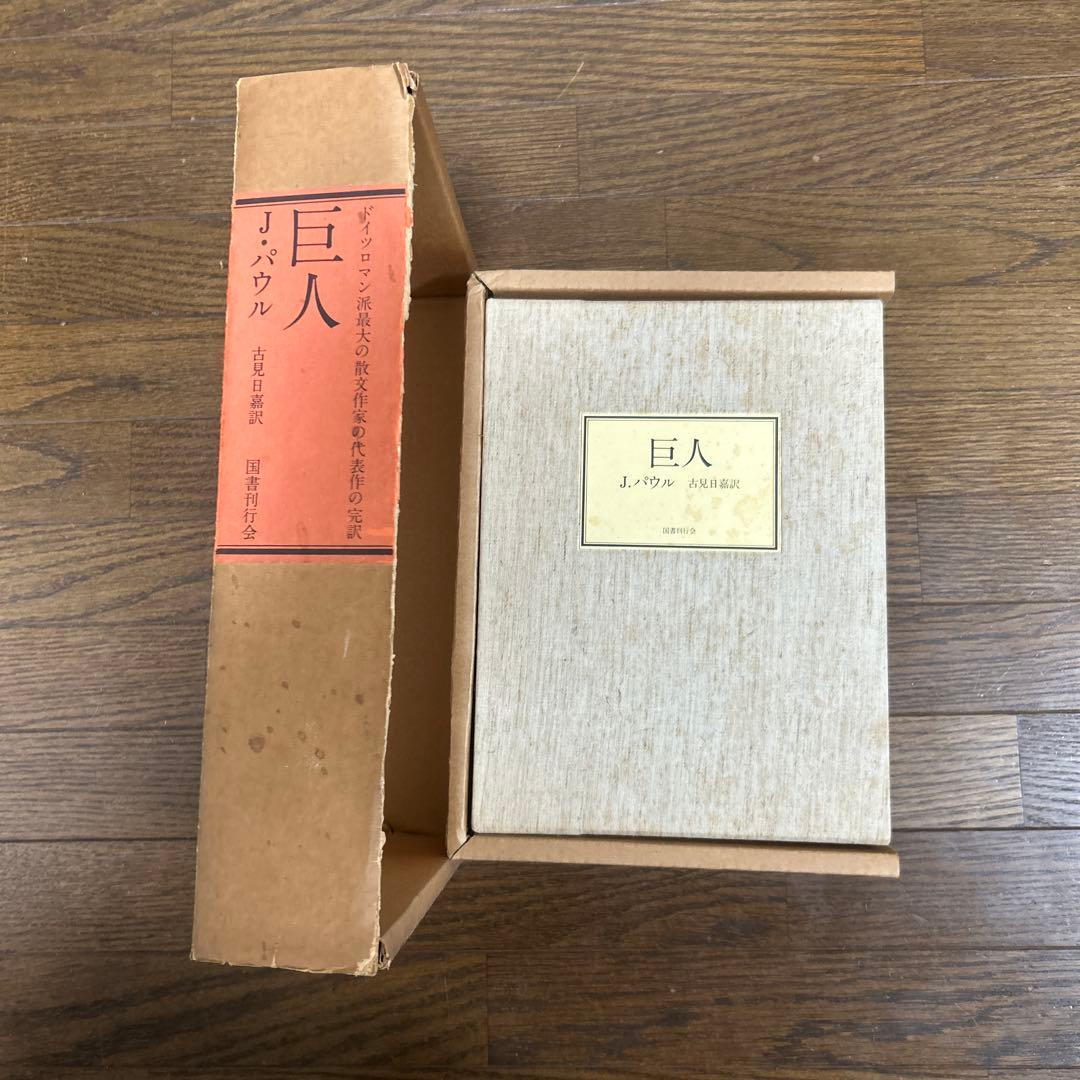 ドイツロマン派最大の散文作家の代表作の完訳
巨人
J・パウル
古見日嘉訳
国書刊行会
巨人
J.パウル 古見日嘉訳
国書刊行会